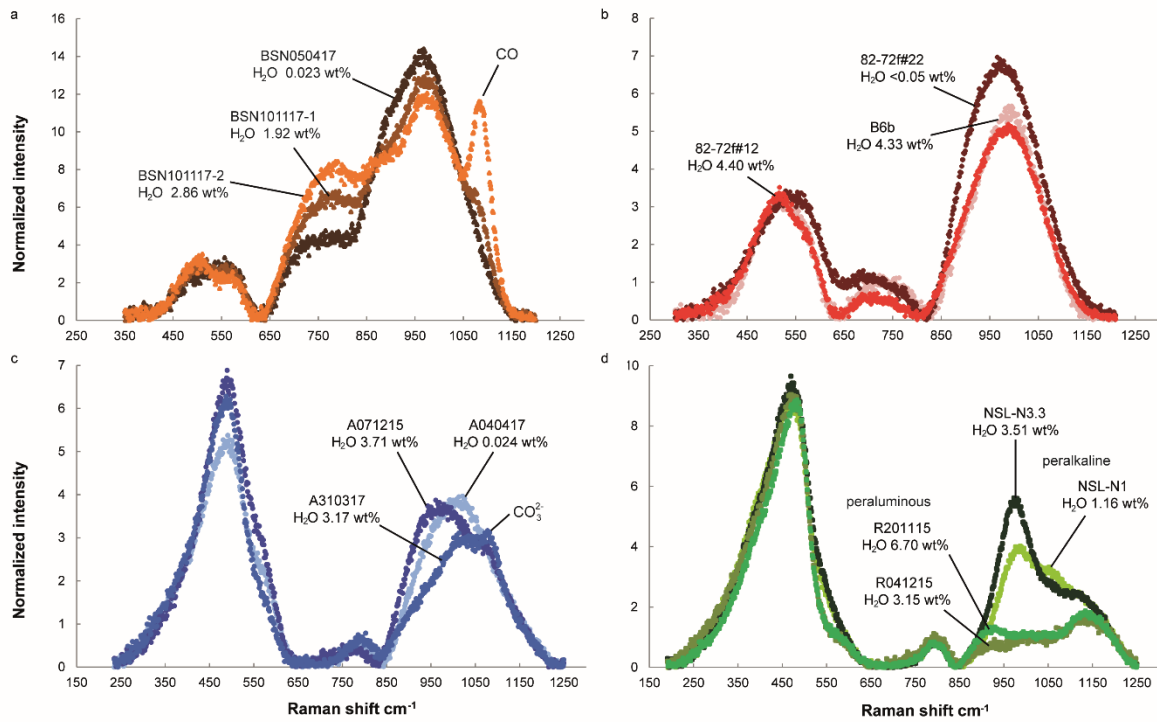 a
16
14
12
10
8
6
4
2
0
Normalized intensity
BSN050417
H₂O 0.023 wt%
CO
BSN101117-1
H₂O 1.92 wt%
BSN101117-2
H₂O 2.86 wt%
350 450 550 650 750 850 950 1050 1150 1250
b
8
7
6
5
4
3
2
1
0
82-72f#22
H₂O <0.05 wt%
B6b
H₂O 4.33 wt%
82-72f#12
H₂O 4.40 wt%
250 350 450 550 650 750 850 950 1050 1150 1250
c
7
6
5
4
3
2
1
0
Normalized intensity
A071215
H₂O 3.71 wt%
A040417
H₂O 0.024 wt%
A310317
H₂O 3.17 wt%
CO₃²⁻
150 250 350 450 550 650 750 850 950 1050 1150 1250
Raman shift cm⁻¹
d
10
8
6
4
2
0
NSL-N3.3
H₂O 3.51 wt%
peralkaline
NSL-N1
H₂O 1.16 wt%
peraluminous
R201115
H₂O 6.70 wt%
R041215
H₂O 3.15 wt%
150 250 350 450 550 650 750 850 950 1050 1150 1250
Raman shift cm⁻¹